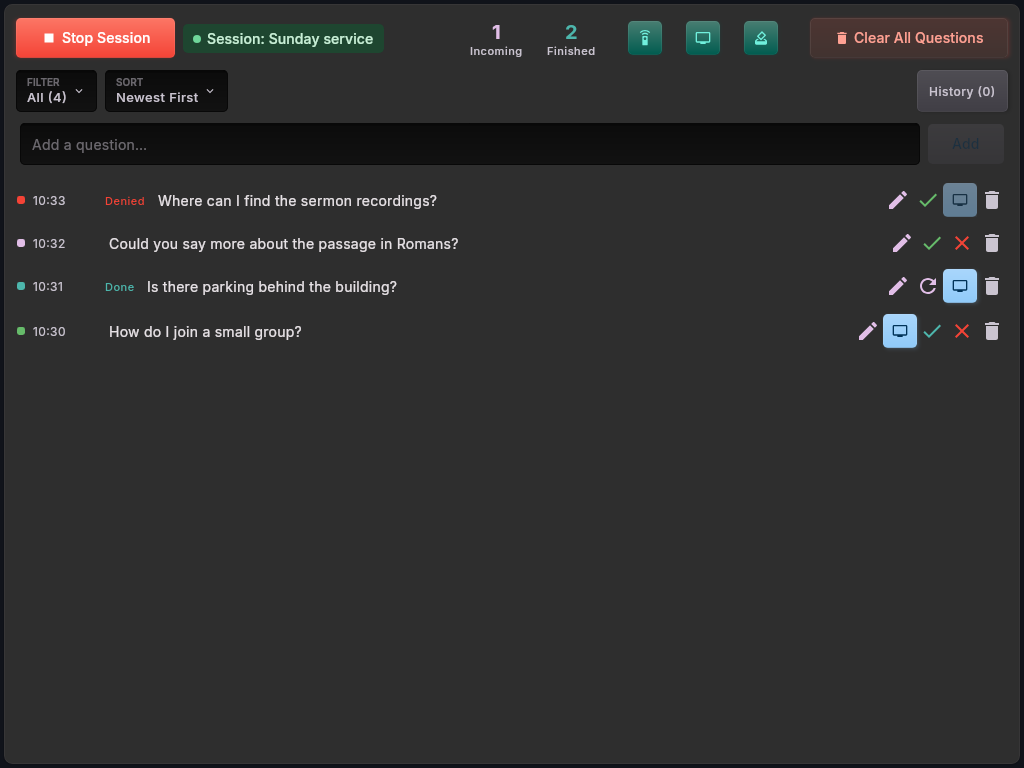 Stop Session
Session: Sunday service
1
Incoming
2
Finished
Clear All Questions
FILTER
All (4)
SORT
Newest First
History (0)
Add a question...
Add
10:33 Denied Where can I find the sermon recordings?
10:32 Could you say more about the passage in Romans?
10:31 Done Is there parking behind the building?
10:30 How do I join a small group?